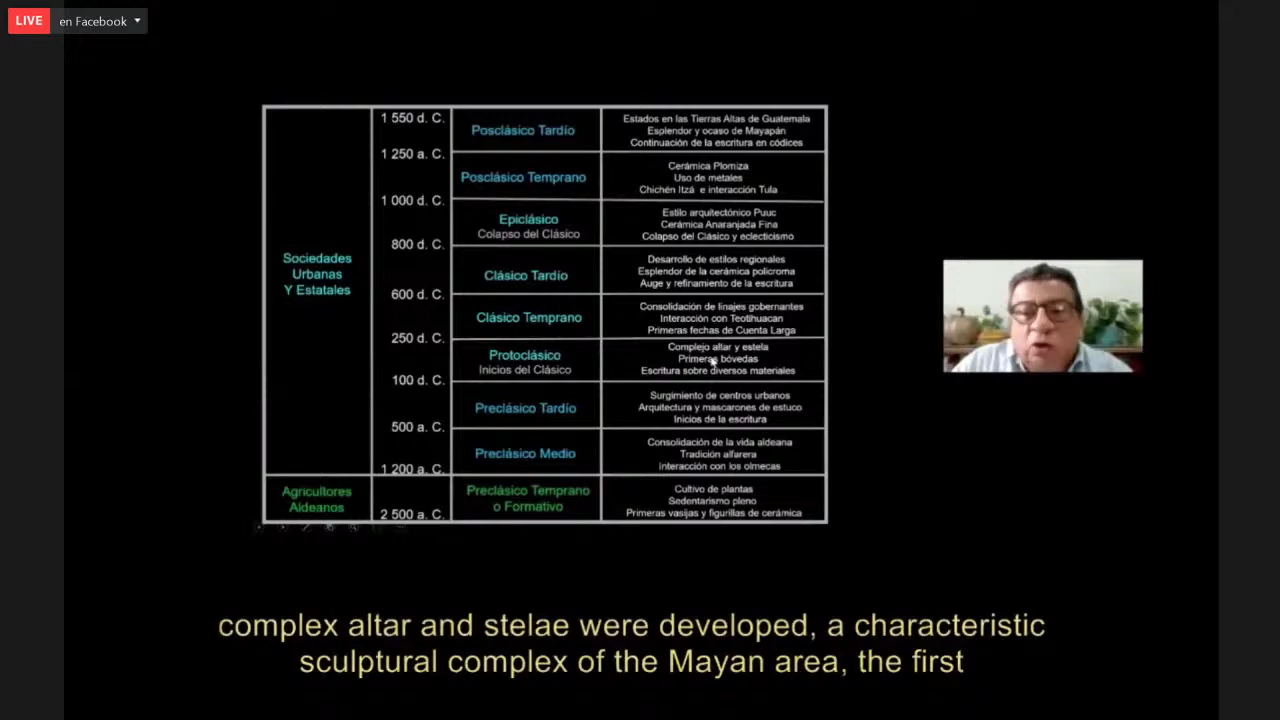 LIVE en Facebook
1 550 d. C.
Posclásico Tardío
Estados en las Tierras Altas de Guatemala
Esplendor y ocaso de Mayapán
Continuación de la escritura en códices
1 250 a. C.
Posclásico Temprano
Cerámica Plomiza
Uso de metales
Chichén Itzá e interacción Tula
1 000 d. C.
Epiclásico
Colapso del Clásico
Estilo arquitectónico Puuc
Cerámica Anaranjada Fina
Colapso del Clásico y eclecticismo
800 d. C.
Sociedades
Urbanas
Y Estatales
Clásico Tardío
Desarrollo de estilos regionales
Esplendor de la cerámica policroma
Auge y refinamiento de la escritura
600 d. C.
Clásico Temprano
Consolidación de linajes gobernantes
Interacción con Teotihuacan
Primeras fechas de Cuenta Larga
250 d. C.
Protoclásico
Inicios del Clásico
Complejo altar y estela
Primeras bóvedas
Escritura sobre diversos materiales
100 d. C.
Preclásico Tardío
Surgimiento de centros urbanos
Arquitectura y mascarones de estuco
Inicios de la escritura
500 a. C.
Preclásico Medio
Consolidación de la vida aldeana
Tradición alfarera
Interacción con los olmecas
1 200 a. C.
Agricultores
Aldeanos
Preclásico Temprano
o Formativo
Cultivo de plantas
Sedentarismo pleno
Primeras vasijas y figurillas de cerámica
2 500 a. C.
complex altar and stelae were developed, a characteristic
sculptural complex of the Mayan area, the first